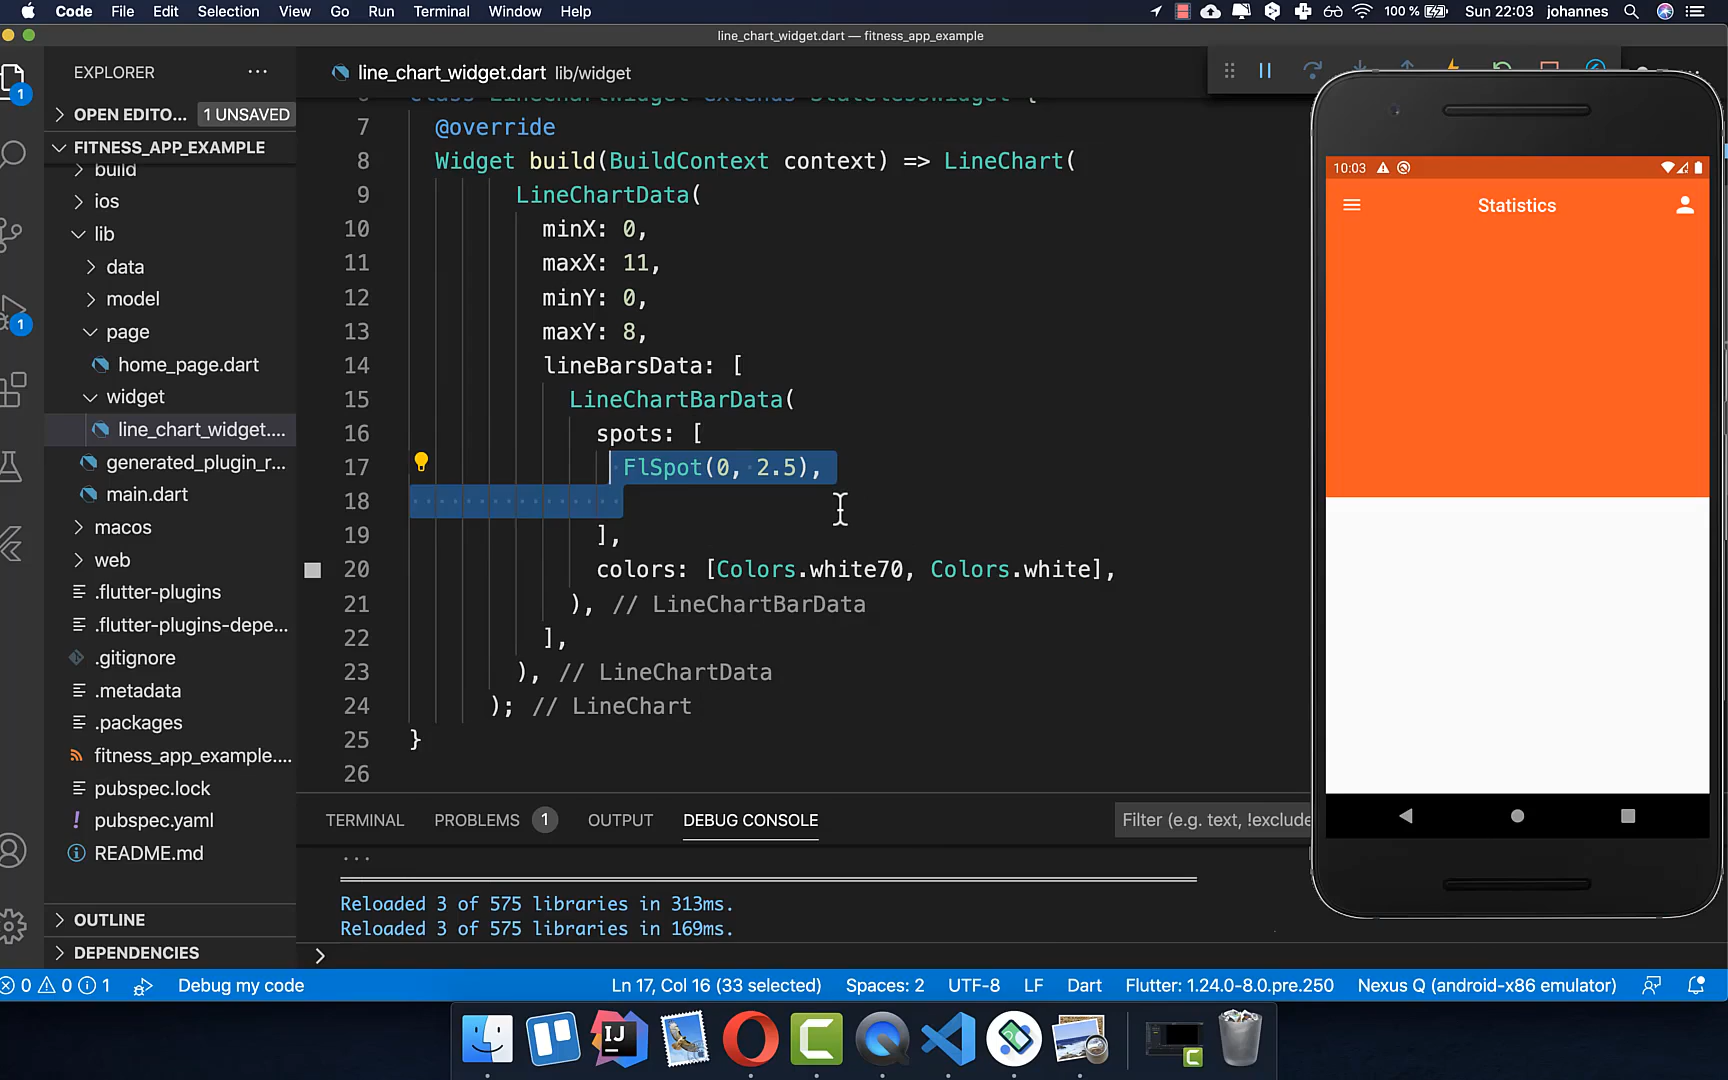 Code File Edit Selection View Go Run Terminal Window Help 100 % Sun 22:03 johannes
line_chart_widget.dart — fitness_app_example
EXPLORER
OPEN EDITO... 1 UNSAVED
FITNESS_APP_EXAMPLE
build
ios
lib
data
model
page
home_page.dart
widget
line_chart_widget....
generated_plugin_r...
main.dart
macos
web
.flutter-plugins
.flutter-plugins-depe...
.gitignore
.metadata
.packages
fitness_app_example....
pubspec.lock
pubspec.yaml
README.md
OUTLINE
DEPENDENCIES
1
1
line_chart_widget.dart lib/widget
class LineChartWidget extends StatelessWidget {
7 @override
8 Widget build(BuildContext context) => LineChart(
9 LineChartData(
10 minX: 0,
11 maxX: 11,
12 minY: 0,
13 maxY: 8,
14 lineBarsData: [
15 LineChartBarData(
16 spots: [
17 FlSpot(0, 2.5),
18
19 ],
20 colors: [Colors.white70, Colors.white],
21 ), // LineChartBarData
22 ],
23 ), // LineChartData
24 ); // LineChart
25 }
26
TERMINAL PROBLEMS 1 OUTPUT DEBUG CONSOLE Filter (e.g. text, !exclude
...
Reloaded 3 of 575 libraries in 313ms.
Reloaded 3 of 575 libraries in 169ms.
10:03
Statistics
0 0 1 Debug my code Ln 17, Col 16 (33 selected) Spaces: 2 UTF-8 LF Dart Flutter: 1.24.0-8.0.pre.250 Nexus Q (android-x86 emulator)
IJ